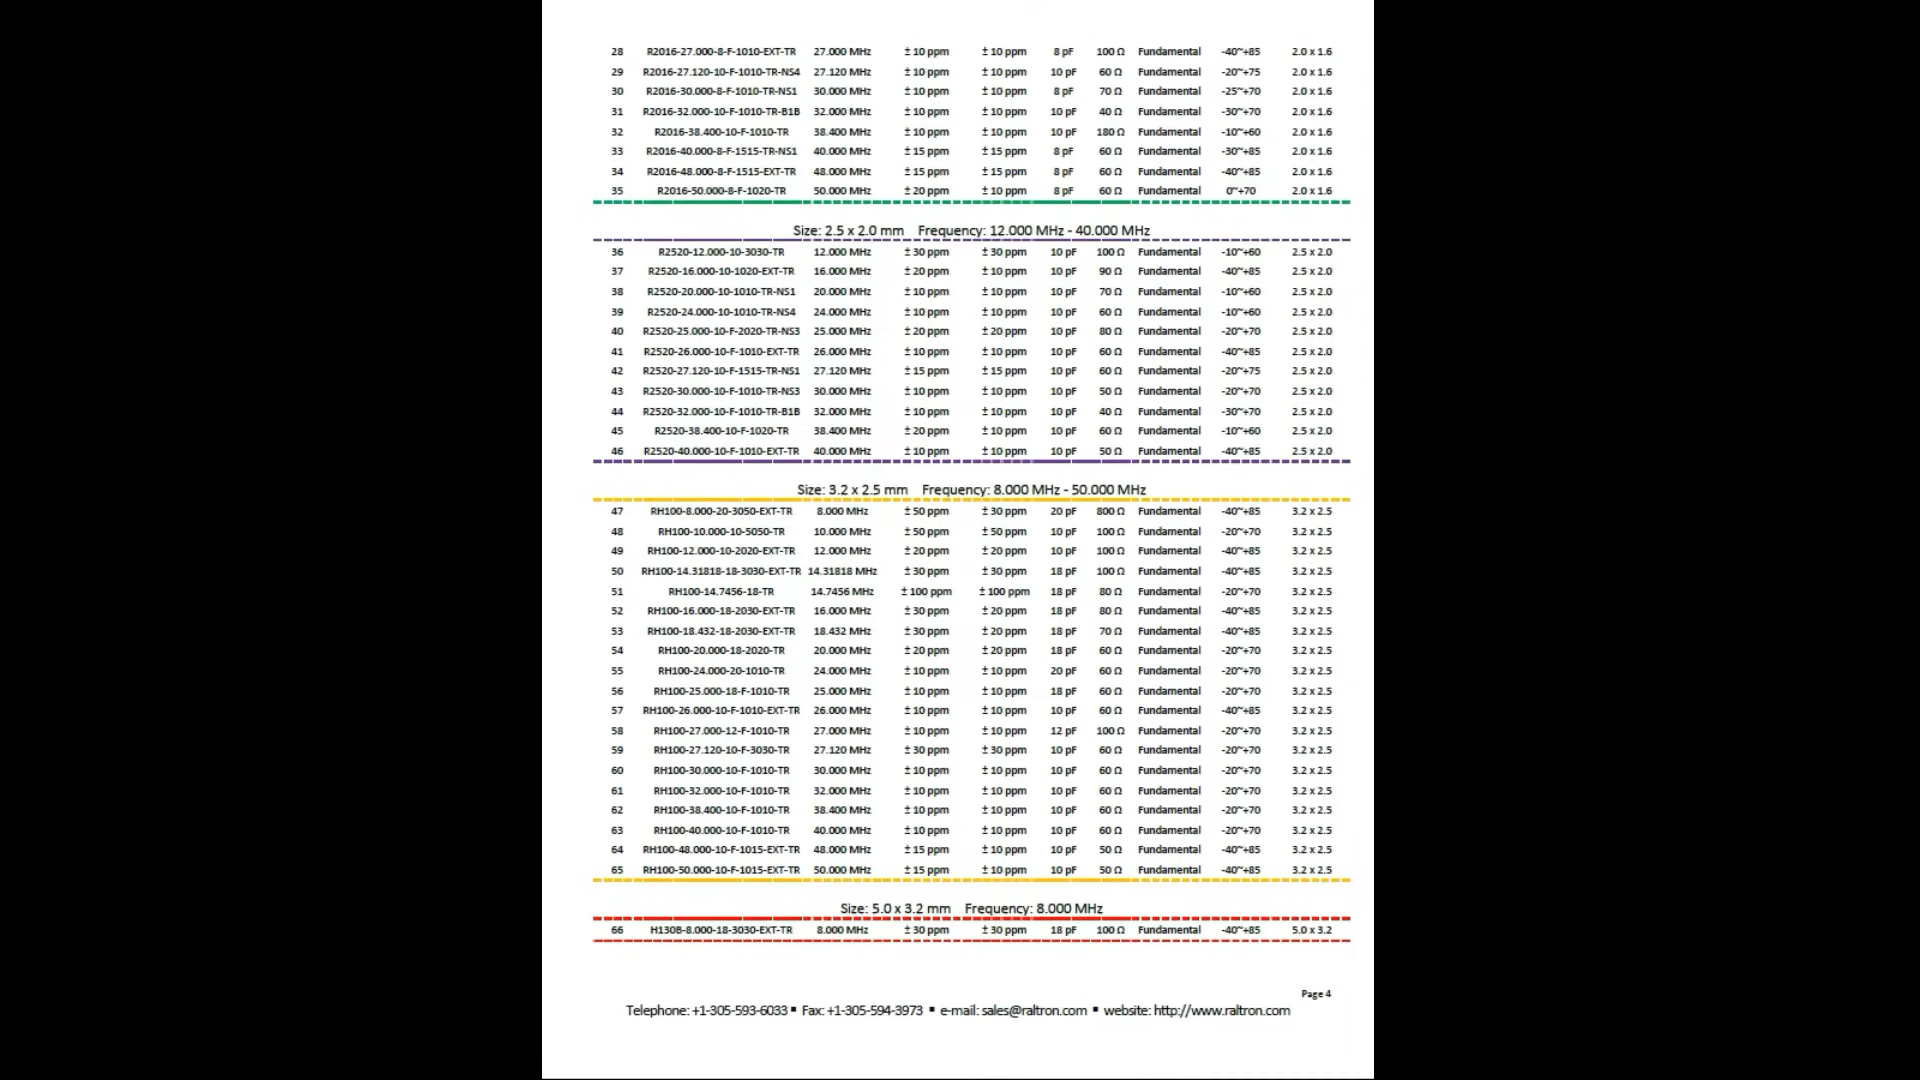 28 R2016-27.000-8-F-1010-EXT-TR 27.000 MHz ± 10 ppm ± 10 ppm 8 pF 100 Ω Fundamental -40~+85 2.0 x 1.6
29 R2016-27.120-10-F-1010-TR-NS4 27.120 MHz ± 10 ppm ± 10 ppm 10 pF 60 Ω Fundamental -20~+75 2.0 x 1.6
30 R2016-30.000-8-F-1010-TR-NS1 30.000 MHz ± 10 ppm ± 10 ppm 8 pF 70 Ω Fundamental -25~+70 2.0 x 1.6
31 R2016-32.000-10-F-1010-TR-B1B 32.000 MHz ± 10 ppm ± 10 ppm 10 pF 40 Ω Fundamental -30~+70 2.0 x 1.6
32 R2016-38.400-10-F-1010-TR 38.400 MHz ± 10 ppm ± 10 ppm 10 pF 180 Ω Fundamental -10~+60 2.0 x 1.6
33 R2016-40.000-8-F-1515-TR-NS1 40.000 MHz ± 15 ppm ± 15 ppm 8 pF 60 Ω Fundamental -30~+85 2.0 x 1.6
34 R2016-48.000-8-F-1515-EXT-TR 48.000 MHz ± 15 ppm ± 15 ppm 8 pF 60 Ω Fundamental -40~+85 2.0 x 1.6
35 R2016-50.000-8-F-1020-TR 50.000 MHz ± 20 ppm ± 10 ppm 8 pF 60 Ω Fundamental 0~+70 2.0 x 1.6
Size: 2.5 x 2.0 mm Frequency: 12.000 MHz - 40.000 MHz
36 R2520-12.000-10-3030-TR 12.000 MHz ± 30 ppm ± 30 ppm 10 pF 100 Ω Fundamental -10~+60 2.5 x 2.0
37 R2520-16.000-10-1020-EXT-TR 16.000 MHz ± 20 ppm ± 10 ppm 10 pF 90 Ω Fundamental -40~+85 2.5 x 2.0
38 R2520-20.000-10-1010-TR-NS1 20.000 MHz ± 10 ppm ± 10 ppm 10 pF 70 Ω Fundamental -10~+60 2.5 x 2.0
39 R2520-24.000-10-1010-TR-NS4 24.000 MHz ± 10 ppm ± 10 ppm 10 pF 60 Ω Fundamental -10~+60 2.5 x 2.0
40 R2520-25.000-10-F-2020-TR-NS3 25.000 MHz ± 20 ppm ± 20 ppm 10 pF 80 Ω Fundamental -20~+70 2.5 x 2.0
41 R2520-26.000-10-F-1010-EXT-TR 26.000 MHz ± 10 ppm ± 10 ppm 10 pF 60 Ω Fundamental -40~+85 2.5 x 2.0
42 R2520-27.120-10-F-1515-TR-NS1 27.120 MHz ± 15 ppm ± 15 ppm 10 pF 60 Ω Fundamental -20~+75 2.5 x 2.0
43 R2520-30.000-10-F-1010-TR-NS3 30.000 MHz ± 10 ppm ± 10 ppm 10 pF 50 Ω Fundamental -20~+70 2.5 x 2.0
44 R2520-32.000-10-F-1010-TR-B1B 32.000 MHz ± 10 ppm ± 10 ppm 10 pF 40 Ω Fundamental -30~+70 2.5 x 2.0
45 R2520-38.400-10-F-1020-TR 38.400 MHz ± 20 ppm ± 10 ppm 10 pF 60 Ω Fundamental -10~+60 2.5 x 2.0
46 R2520-40.000-10-F-1010-EXT-TR 40.000 MHz ± 10 ppm ± 10 ppm 10 pF 50 Ω Fundamental -40~+85 2.5 x 2.0
Size: 3.2 x 2.5 mm Frequency: 8.000 MHz - 50.000 MHz
47 RH100-8.000-20-3050-EXT-TR 8.000 MHz ± 50 ppm ± 30 ppm 20 pF 800 Ω Fundamental -40~+85 3.2 x 2.5
48 RH100-10.000-10-5050-TR 10.000 MHz ± 50 ppm ± 50 ppm 10 pF 100 Ω Fundamental -20~+70 3.2 x 2.5
49 RH100-12.000-10-2020-EXT-TR 12.000 MHz ± 20 ppm ± 20 ppm 10 pF 100 Ω Fundamental -40~+85 3.2 x 2.5
50 RH100-14.31818-18-3030-EXT-TR 14.31818 MHz ± 30 ppm ± 30 ppm 18 pF 100 Ω Fundamental -40~+85 3.2 x 2.5
51 RH100-14.7456-18-TR 14.7456 MHz ± 100 ppm ± 100 ppm 18 pF 80 Ω Fundamental -20~+70 3.2 x 2.5
52 RH100-16.000-18-2030-EXT-TR 16.000 MHz ± 30 ppm ± 20 ppm 18 pF 80 Ω Fundamental -40~+85 3.2 x 2.5
53 RH100-18.432-18-2030-EXT-TR 18.432 MHz ± 30 ppm ± 20 ppm 18 pF 70 Ω Fundamental -40~+85 3.2 x 2.5
54 RH100-20.000-18-2020-TR 20.000 MHz ± 20 ppm ± 20 ppm 18 pF 60 Ω Fundamental -20~+70 3.2 x 2.5
55 RH100-24.000-20-1010-TR 24.000 MHz ± 10 ppm ± 10 ppm 20 pF 60 Ω Fundamental -20~+70 3.2 x 2.5
56 RH100-25.000-18-F-1010-TR 25.000 MHz ± 10 ppm ± 10 ppm 18 pF 60 Ω Fundamental -20~+70 3.2 x 2.5
57 RH100-26.000-10-F-1010-EXT-TR 26.000 MHz ± 10 ppm ± 10 ppm 10 pF 60 Ω Fundamental -40~+85 3.2 x 2.5
58 RH100-27.000-12-F-1010-TR 27.000 MHz ± 10 ppm ± 10 ppm 12 pF 100 Ω Fundamental -20~+70 3.2 x 2.5
59 RH100-27.120-10-F-3030-TR 27.120 MHz ± 30 ppm ± 30 ppm 10 pF 60 Ω Fundamental -20~+70 3.2 x 2.5
60 RH100-30.000-10-F-1010-TR 30.000 MHz ± 10 ppm ± 10 ppm 10 pF 60 Ω Fundamental -20~+70 3.2 x 2.5
61 RH100-32.000-10-F-1010-TR 32.000 MHz ± 10 ppm ± 10 ppm 10 pF 60 Ω Fundamental -20~+70 3.2 x 2.5
62 RH100-38.400-10-F-1010-TR 38.400 MHz ± 10 ppm ± 10 ppm 10 pF 60 Ω Fundamental -20~+70 3.2 x 2.5
63 RH100-40.000-10-F-1010-TR 40.000 MHz ± 10 ppm ± 10 ppm 10 pF 60 Ω Fundamental -20~+70 3.2 x 2.5
64 RH100-48.000-10-F-1015-EXT-TR 48.000 MHz ± 15 ppm ± 10 ppm 10 pF 50 Ω Fundamental -40~+85 3.2 x 2.5
65 RH100-50.000-10-F-1015-EXT-TR 50.000 MHz ± 15 ppm ± 10 ppm 10 pF 50 Ω Fundamental -40~+85 3.2 x 2.5
Size: 5.0 x 3.2 mm Frequency: 8.000 MHz
66 H130B-8.000-18-3030-EXT-TR 8.000 MHz ± 30 ppm ± 30 ppm 18 pF 100 Ω Fundamental -40~+85 5.0 x 3.2
Page 4
Telephone: +1-305-593-6033 ▪ Fax: +1-305-594-3973 ▪ e-mail: sales@raltron.com ▪ website: http://www.raltron.com